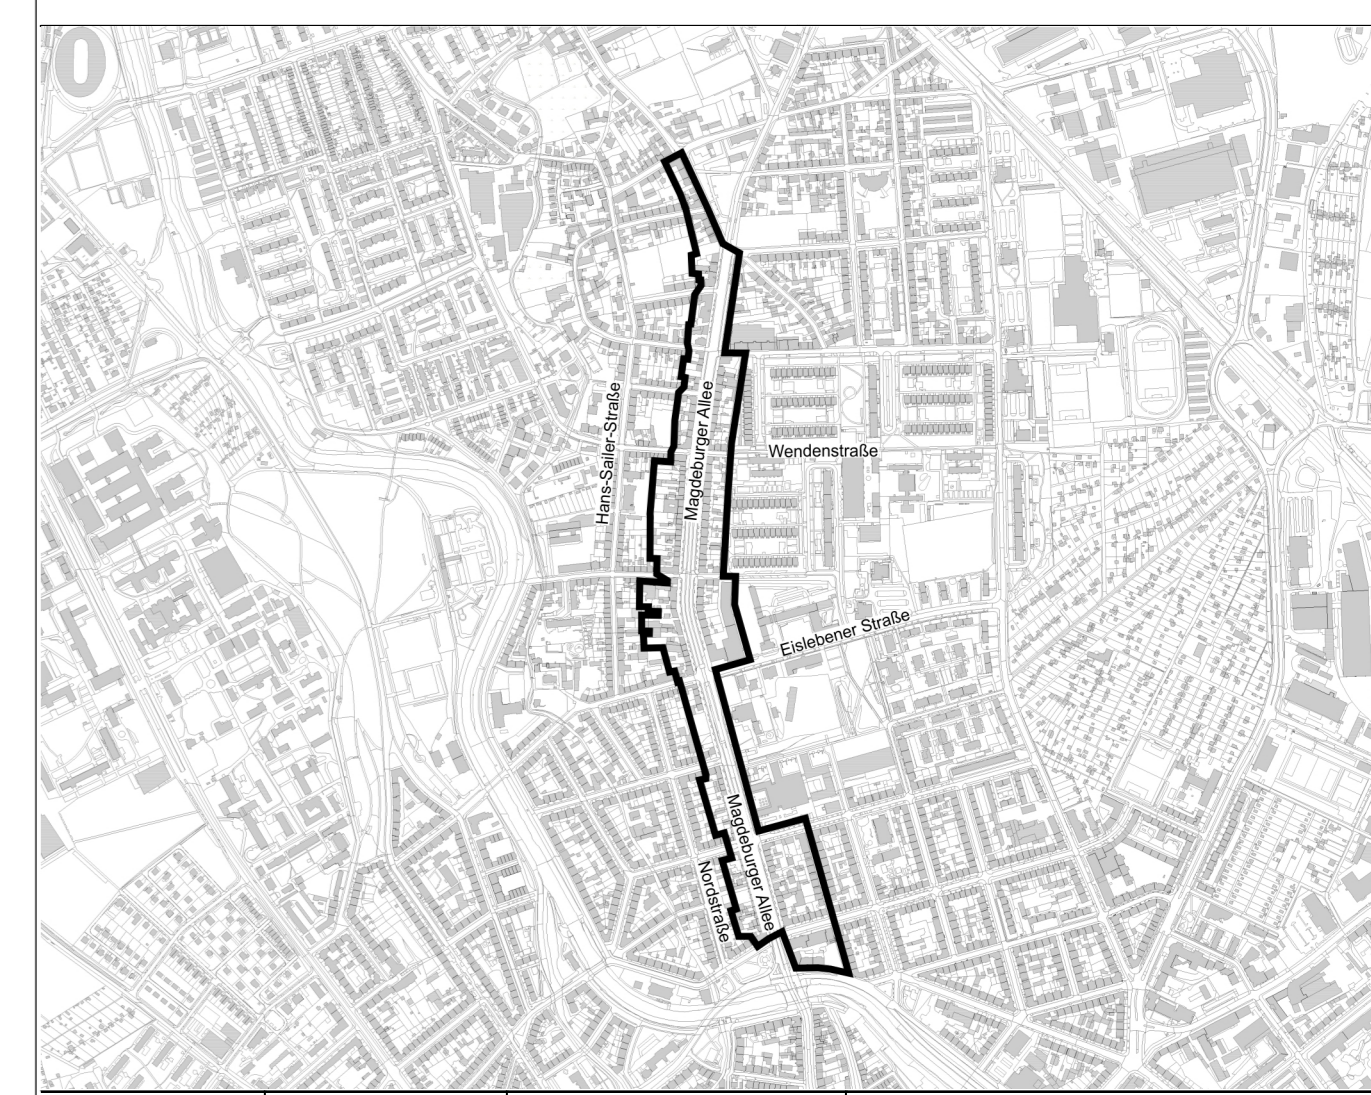 Hans-Sailer-Straße
Magdeburger Allee
Wendenstraße
Eislebener Straße
Magdeburger Allee
Nordstraße